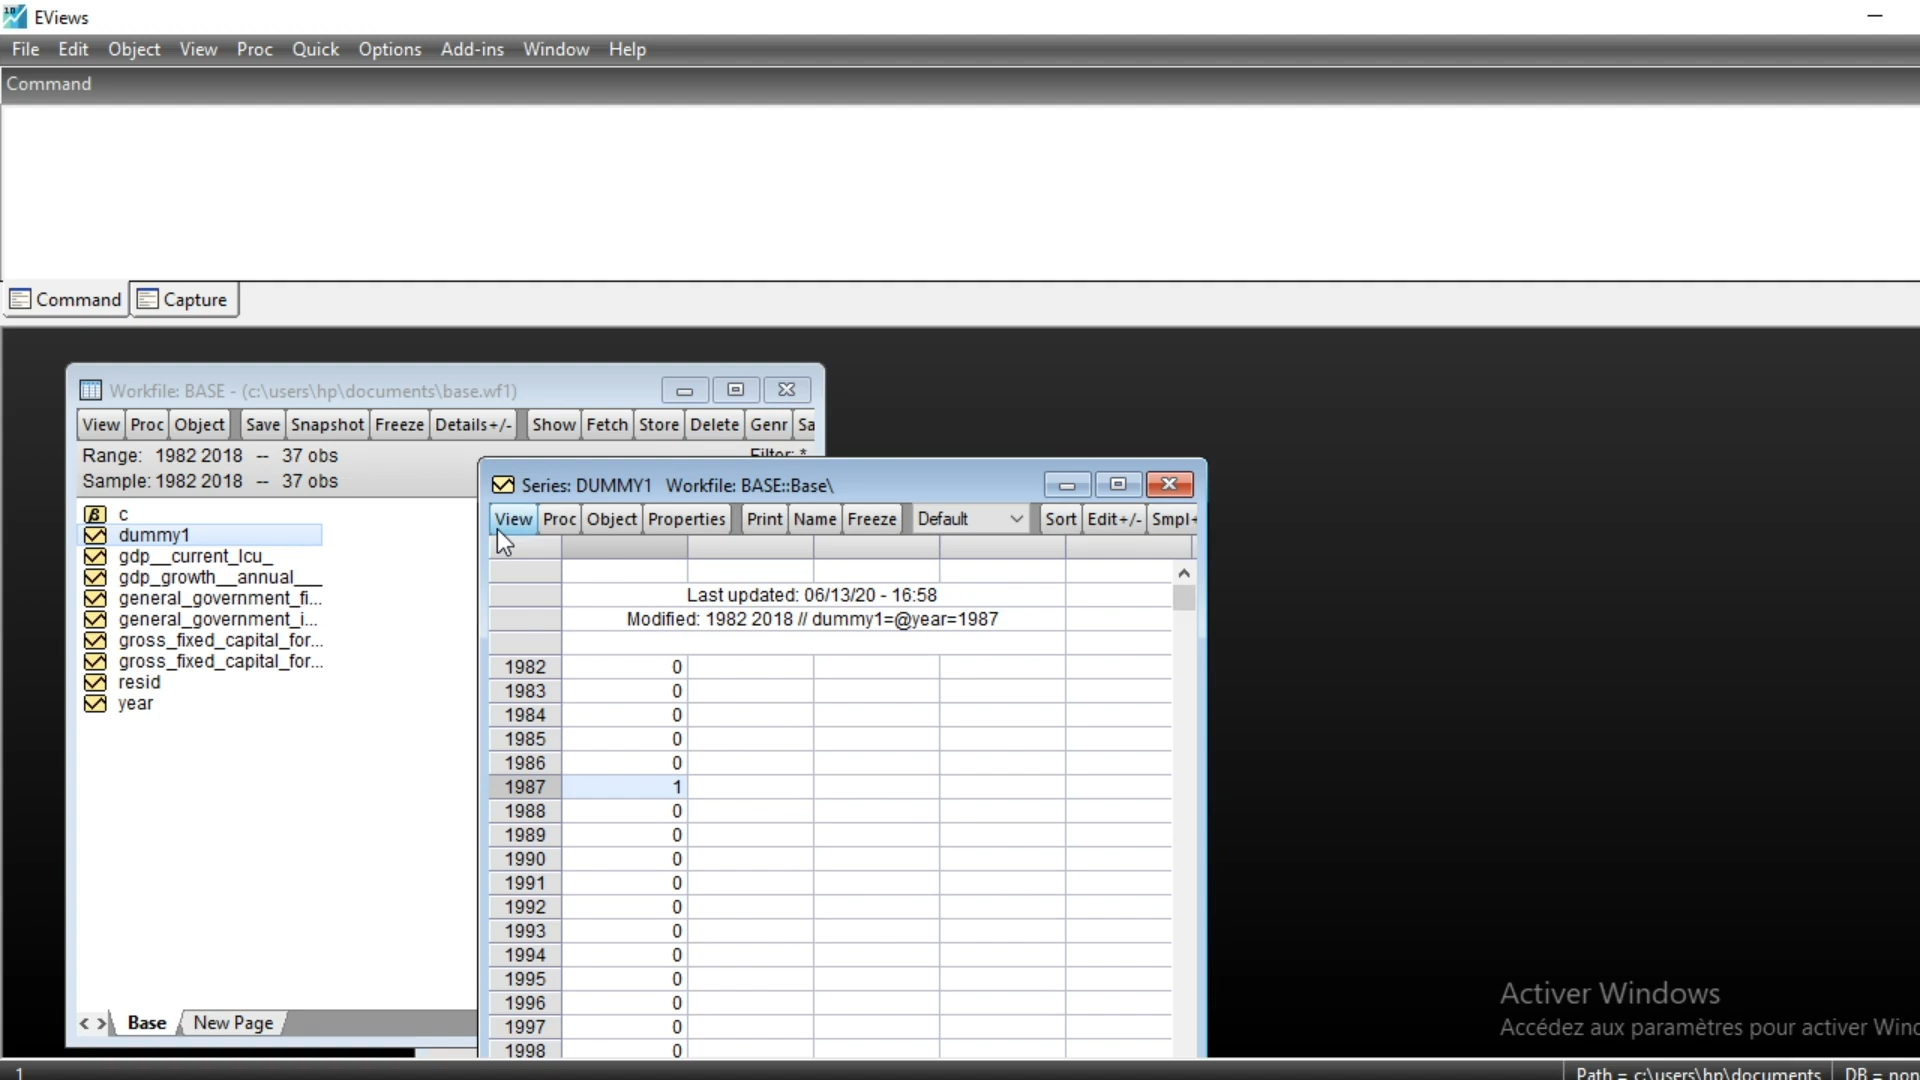 EViews
File Edit Object View Proc Quick Options Add-ins Window Help
Command
Command Capture
Workfile: BASE - (c:\users\hp\documents\base.wf1)
View Proc Object Save Snapshot Freeze Details+/- Show Fetch Store Delete Genr Sa
Range: 1982 2018 -- 37 obs
Filter: *
Sample: 1982 2018 -- 37 obs
c
dummy1
gdp__current_lcu_
gdp_growth__annual___
general_government_fi...
general_government_i...
gross_fixed_capital_for...
gross_fixed_capital_for...
resid
year
< > Base New Page
Series: DUMMY1 Workfile: BASE::Base\
View Proc Object Properties Print Name Freeze Default Sort Edit+/- Smpl+
Last updated: 06/13/20 - 16:58
Modified: 1982 2018 // dummy1=@year=1987
1982 0
1983 0
1984 0
1985 0
1986 0
1987 1
1988 0
1989 0
1990 0
1991 0
1992 0
1993 0
1994 0
1995 0
1996 0
1997 0
1998 0
Activer Windows
Accédez aux paramètres pour activer Winc
1
Path = c:\users\hp\documents DB = non